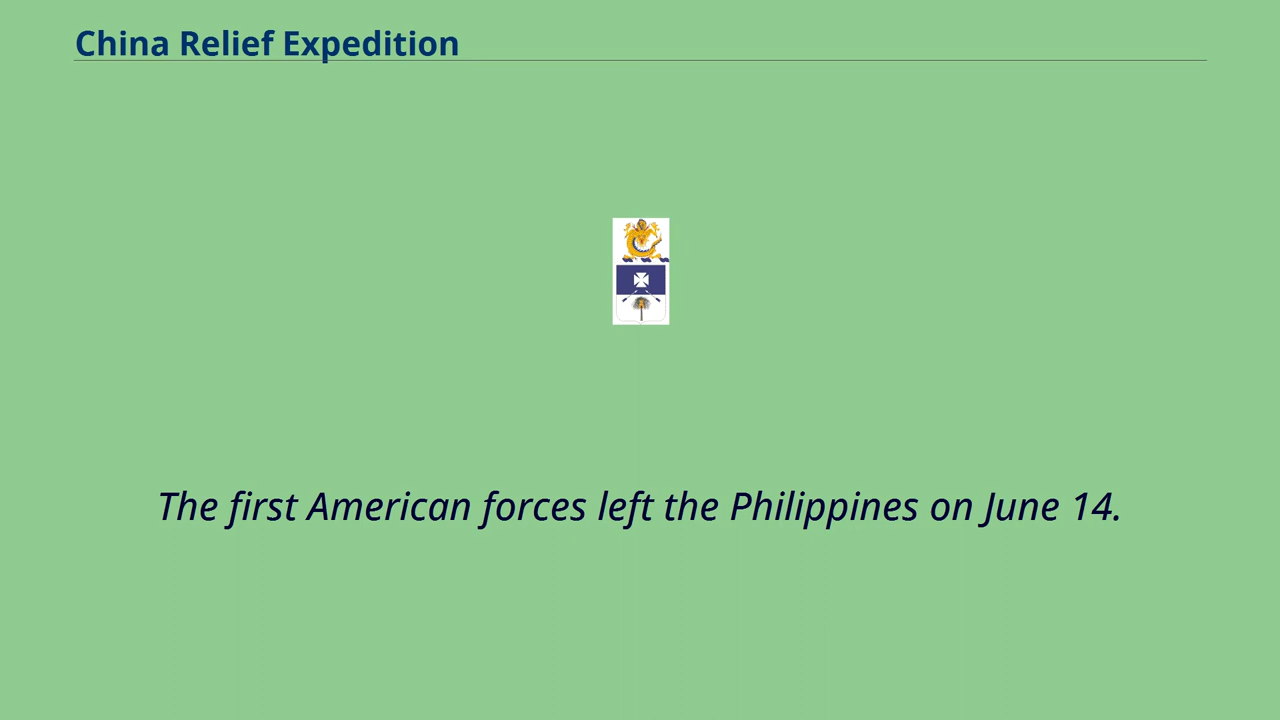 China Relief Expedition
The first American forces left the Philippines on June 14.